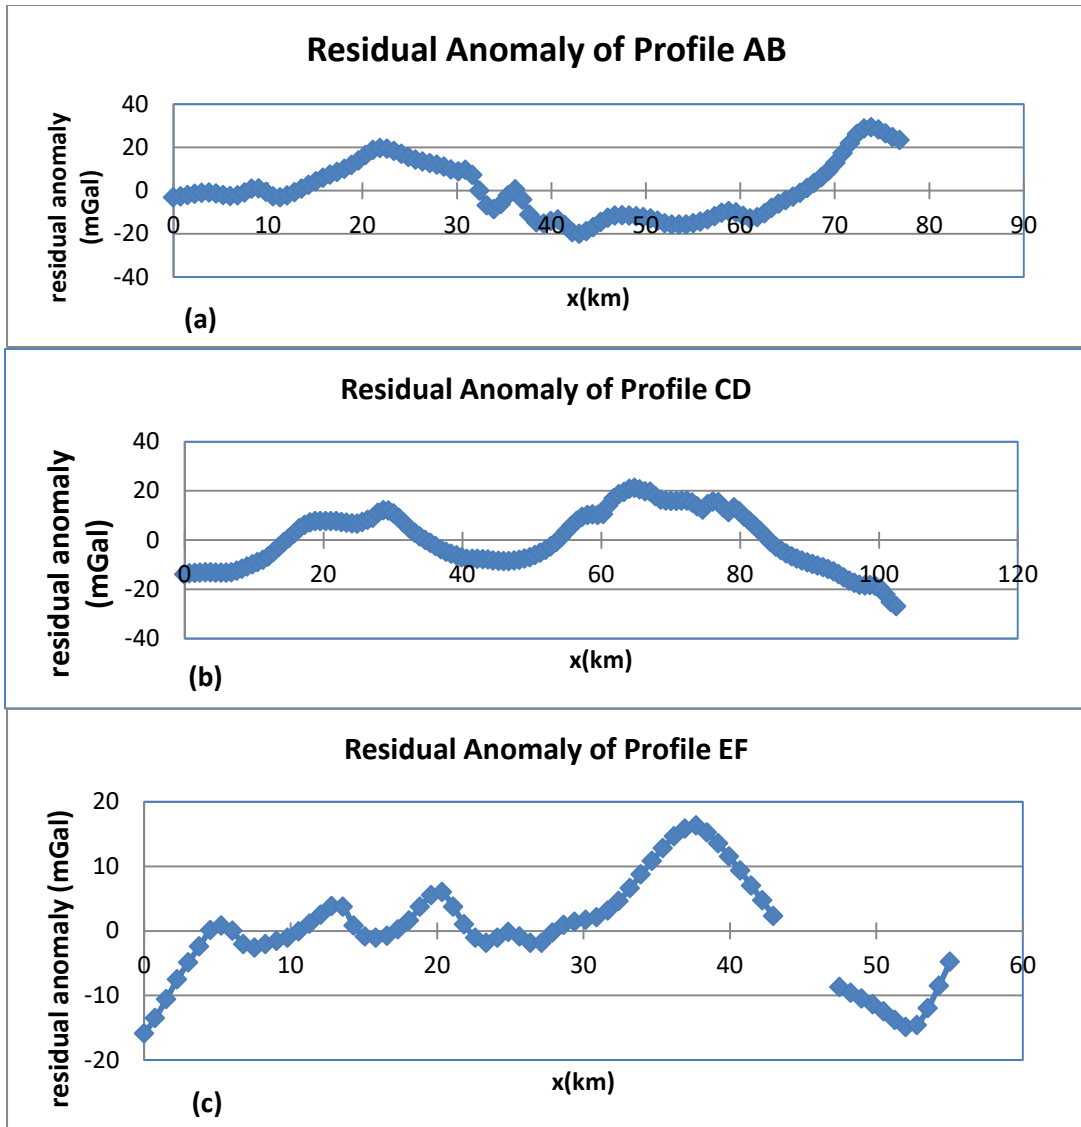 Residual Anomaly of Profile AB
residual anomaly
(mGal)
40
20
0
-20
-40
0 10 20 30 40 50 60 70 80 90
x(km)
(a)
Residual Anomaly of Profile CD
residual anomaly
(mGal)
40
20
0
-20
-40
0 20 40 60 80 100 120
x(km)
(b)
Residual Anomaly of Profile EF
residual anomaly (mGal)
20
10
0
-10
-20
0 10 20 30 40 50 60
x(km)
(c)